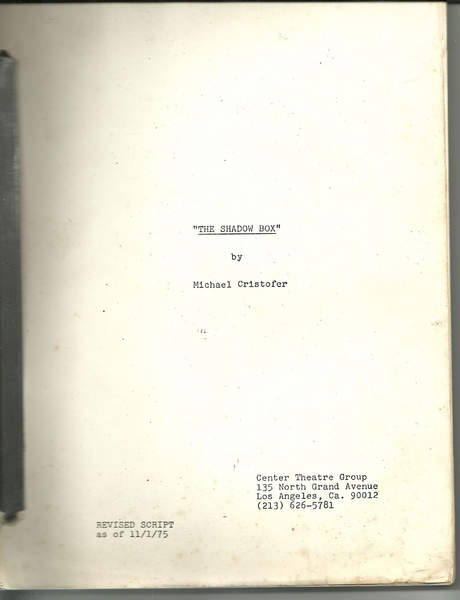 "THE SHADOW BOX"
by
Michael Cristofer
Center Theatre Group
135 North Grand Avenue
Los Angeles, Ca. 90012
(213) 626-5781
REVISED SCRIPT
as of 11/1/75